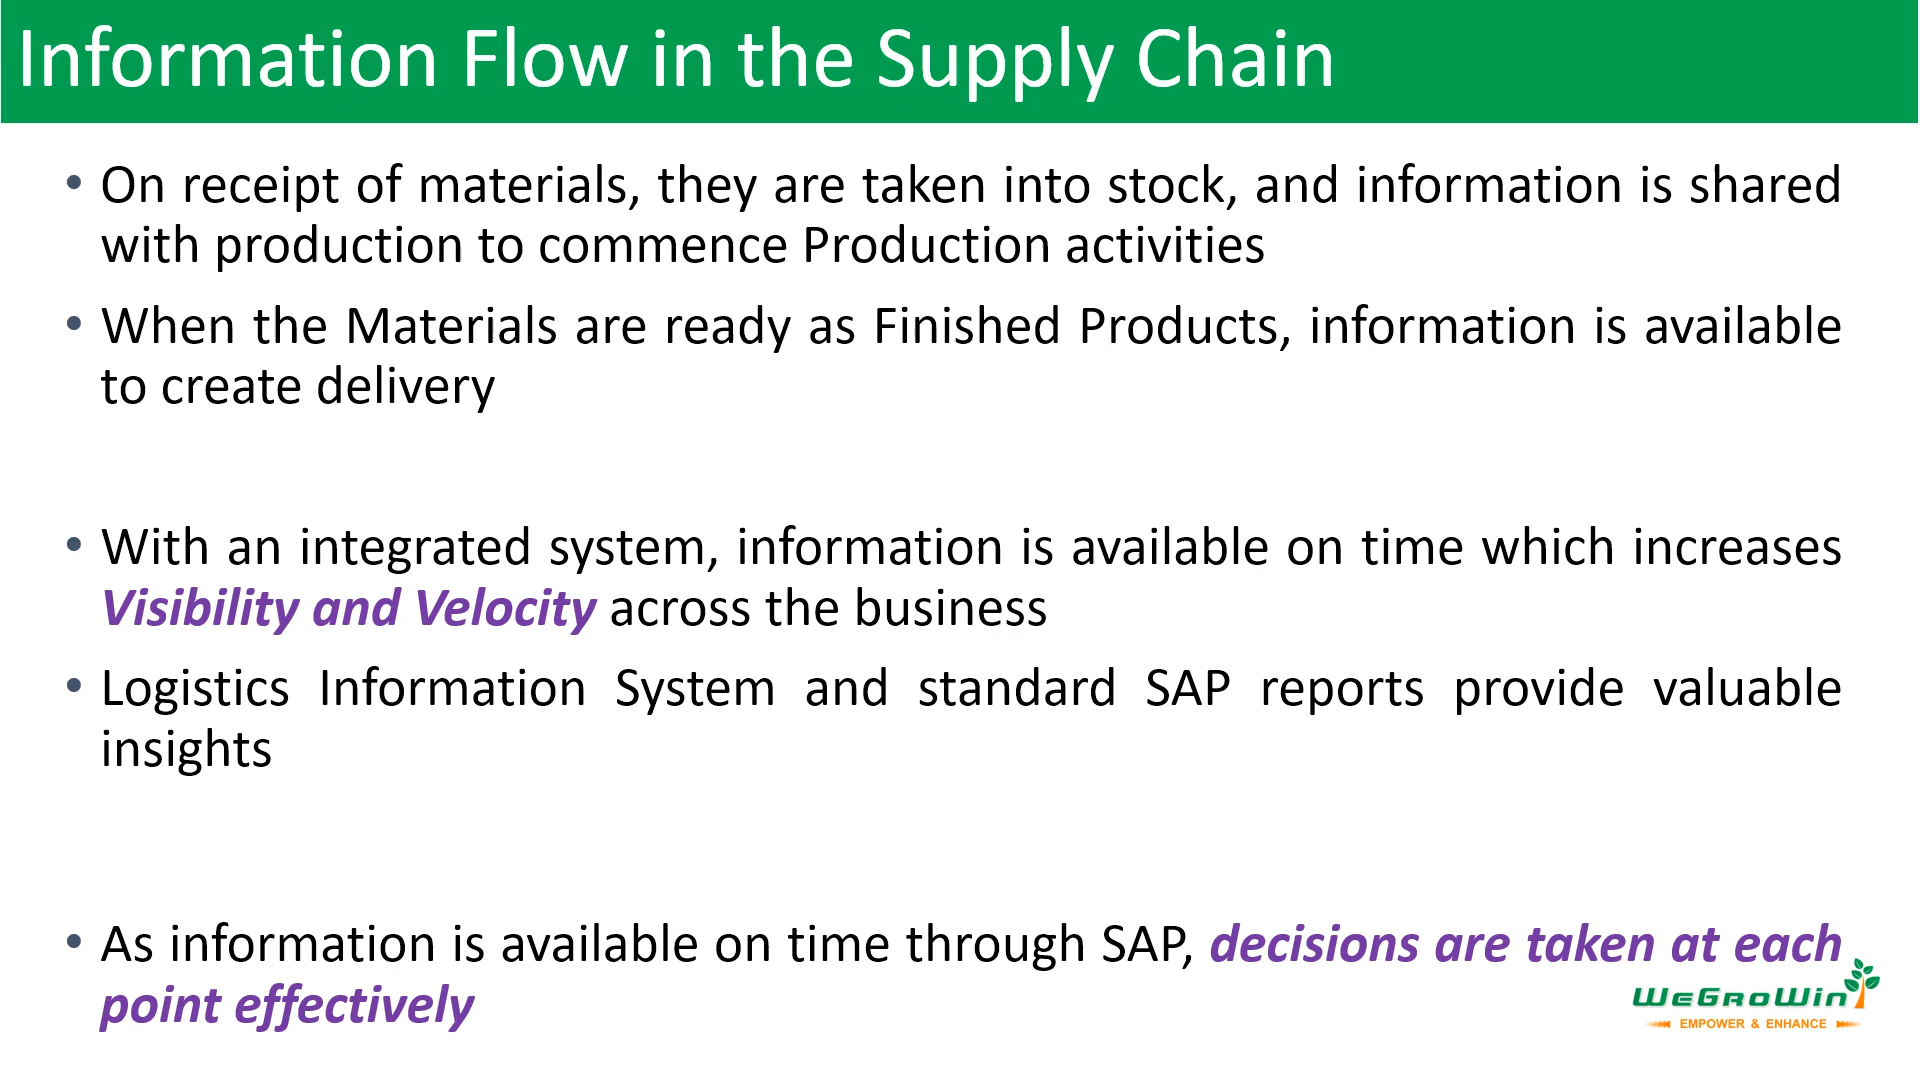 Information Flow in the Supply Chain
• On receipt of materials, they are taken into stock, and information is shared
with production to commence Production activities
• When the Materials are ready as Finished Products, information is available
to create delivery
• With an integrated system, information is available on time which increases
Visibility and Velocity across the business
• Logistics Information System and standard SAP reports provide valuable
insights
• As information is available on time through SAP, decisions are taken at each
point effectively
WeGroWin
EMPOWER & ENHANCE